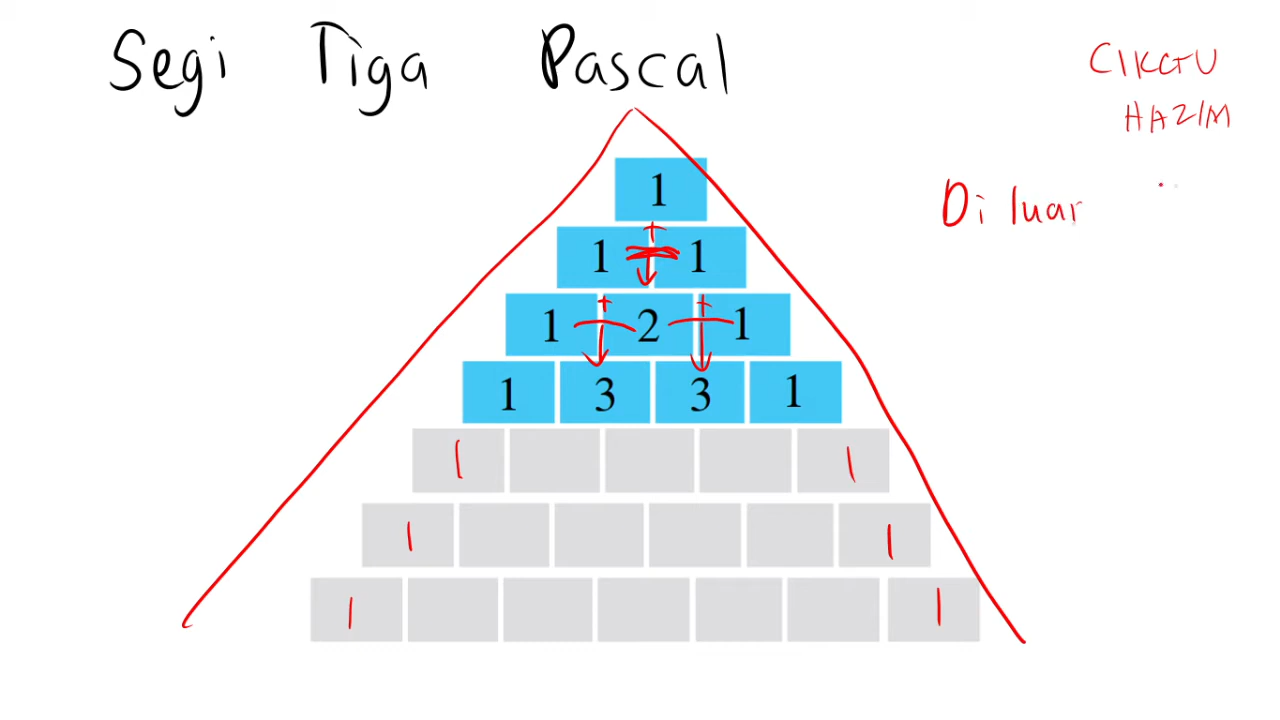 Segi Tiga Pascal
CIKGU
HAZIM
Di luar
1
1 + 1
1 + 2 + 1
1 3 3 1
1 1
1 1
1 1